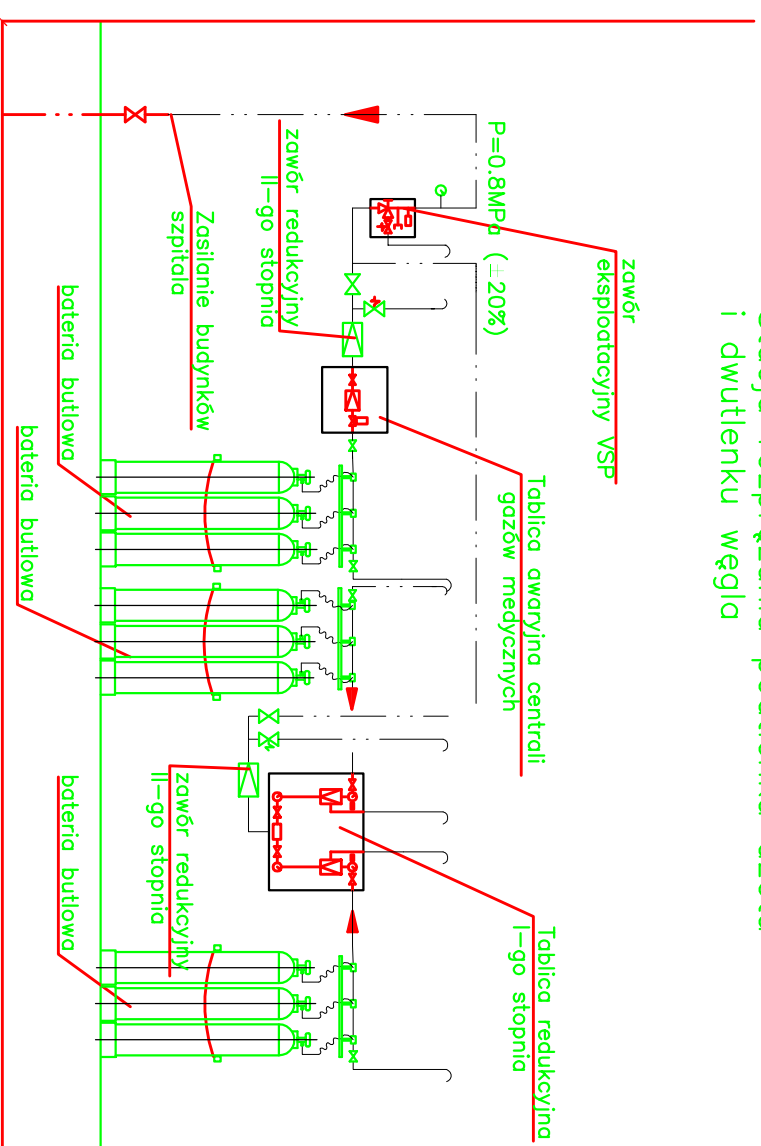 i dwutlenku węgla
zawór
eksploatacyjny VSP
P=0.8MPa (±20%)
zawór redukcyjny
II-go stopnia
Zasilanie budynków
szpitala
bateria butlowa
bateria butlowa
Tablica awaryjna centrali
gazów medycznych
Tablica redukcyjna
I-go stopnia
zawór redukcyjny
II-go stopnia
bateria butlowa